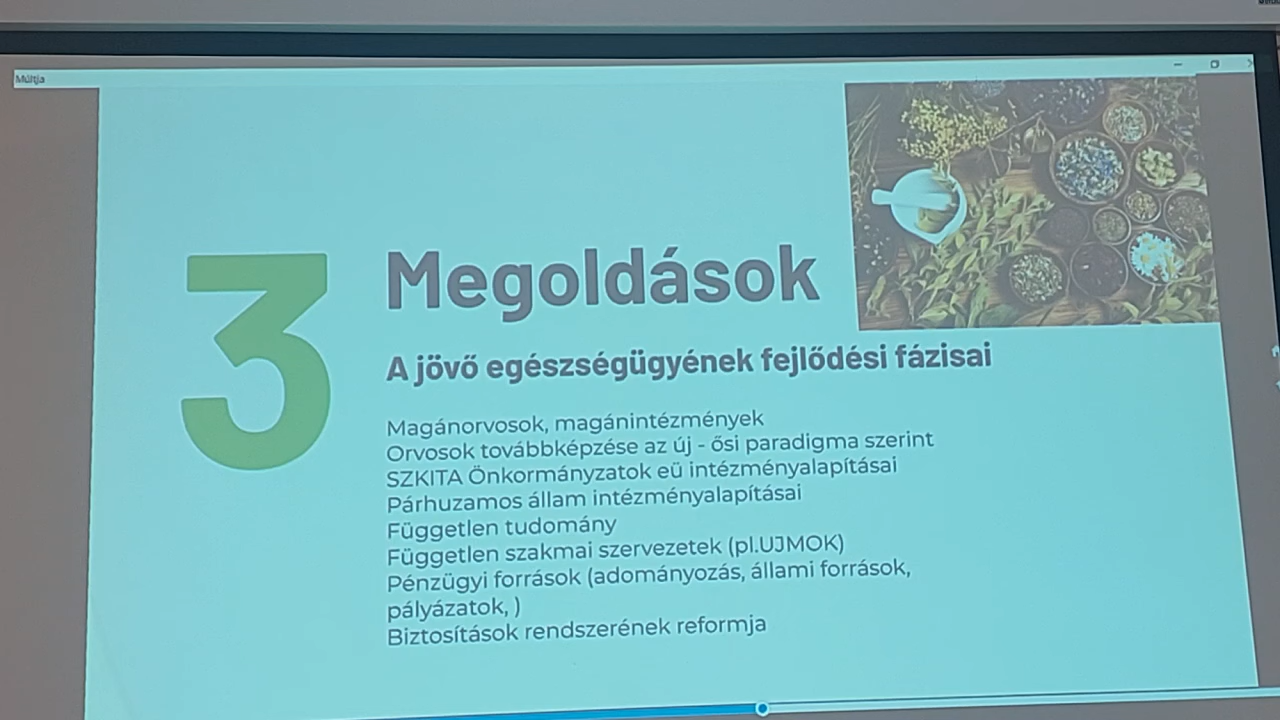 Múltja
3
Megoldások
A jövő egészségügyének fejlődési fázisai
Magánorvosok, magánintézmények
Orvosok továbbképzése az új - ősi paradigma szerint
SZKITA Önkormányzatok eü intézményalapításai
Párhuzamos állam intézményalapításai
Független tudomány
Független szakmai szervezetek (pl.UJMOK)
Pénzügyi források (adományozás, állami források,
pályázatok, )
Biztosítások rendszerének reformja